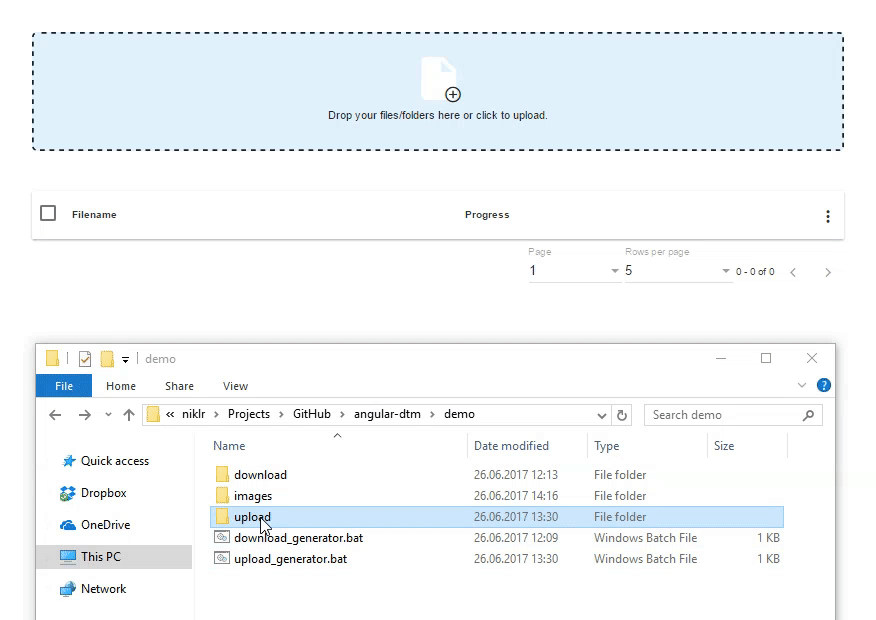 Drop your files/folders here or click to upload.
Filename Progress
Page Rows per page
1 5 0 - 0 of 0
demo
File Home Share View ?
« niklr > Projects > GitHub > angular-dtm > demo Search demo
Name Date modified Type Size
Quick access
Dropbox
OneDrive
This PC
Network
download 26.06.2017 12:13 File folder
images 26.06.2017 14:16 File folder
upload 26.06.2017 13:30 File folder
download_generator.bat 26.06.2017 12:09 Windows Batch File 1 KB
upload_generator.bat 26.06.2017 13:30 Windows Batch File 1 KB